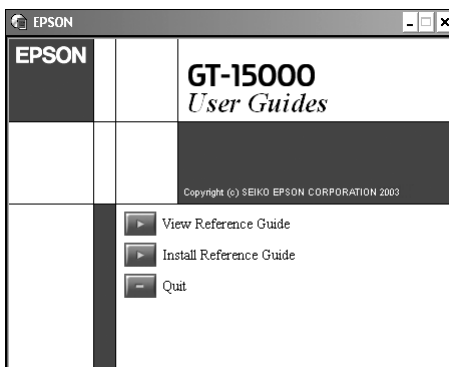 EPSON
EPSON
GT-15000
User Guides
Copyright (c) SEIKO EPSON CORPORATION 2003
View Reference Guide
Install Reference Guide
Quit